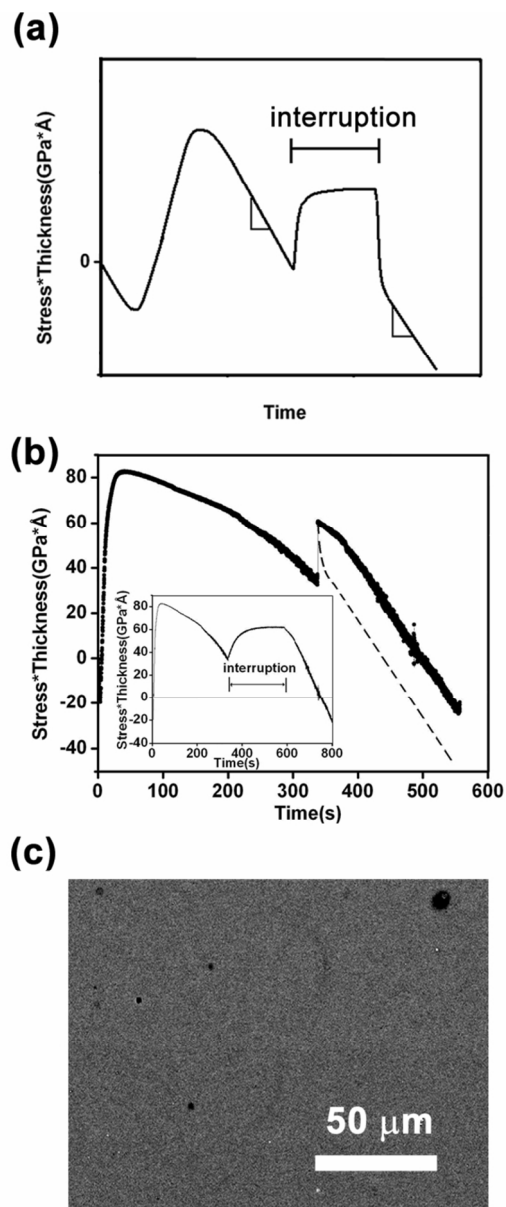 (a)
interruption
Stress*Thickness(GPa*Å)
0
Time
(b)
Stress*Thickness(GPa*Å)
80
60
40
20
0
-20
-40
Stress*Thickness(GPa*Å)
80
60
40
20
0
-20
-40
interruption
0 200 400 600 800
Time(s)
0 100 200 300 400 500 600
Time(s)
(c)
50 μm